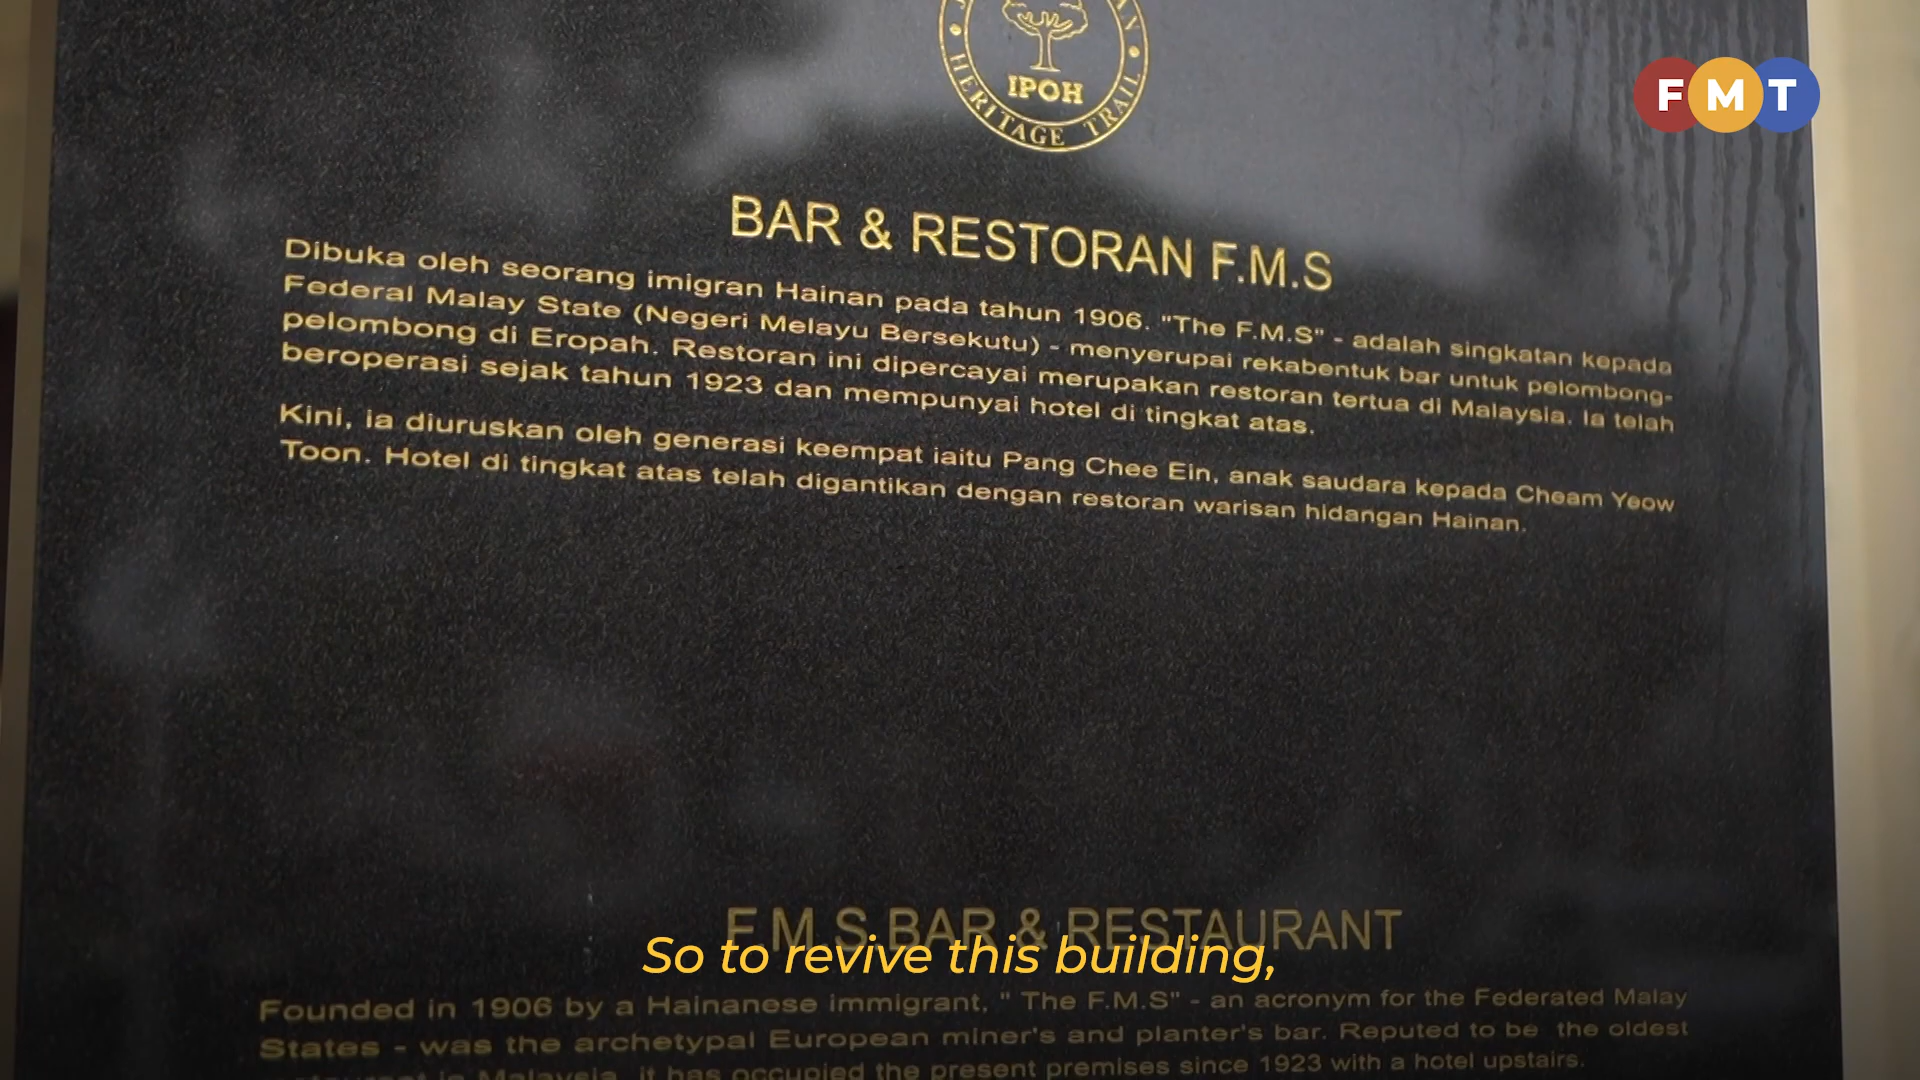 IPOH
HERITAGE TRAIL
FMT
BAR & RESTORAN F.M.S
Dibuka oleh seorang imigran Hainan pada tahun 1906. "The F.M.S" - adalah singkatan kepada
Federal Malay State (Negeri Melayu Bersekutu) - menyerupai rekabentuk bar untuk pelombong-
pelombong di Eropah. Restoran ini dipercayai merupakan restoran tertua di Malaysia. Ia telah
beroperasi sejak tahun 1923 dan mempunyai hotel di tingkat atas.
Kini, ia diuruskan oleh generasi keempat iaitu Pang Chee Ein, anak saudara kepada Cheam Yeow
Toon. Hotel di tingkat atas telah digantikan dengan restoran warisan hidangan Hainan.
F.M.S BAR & RESTAURANT
So to revive this building,
Founded in 1906 by a Hainanese immigrant, " The F.M.S" - an acronym for the Federated Malay
States - was the archetypal European miner's and planter's bar. Reputed to be the oldest
in Malaysia, it has occupied the present premises since 1923 with a hotel upstairs.